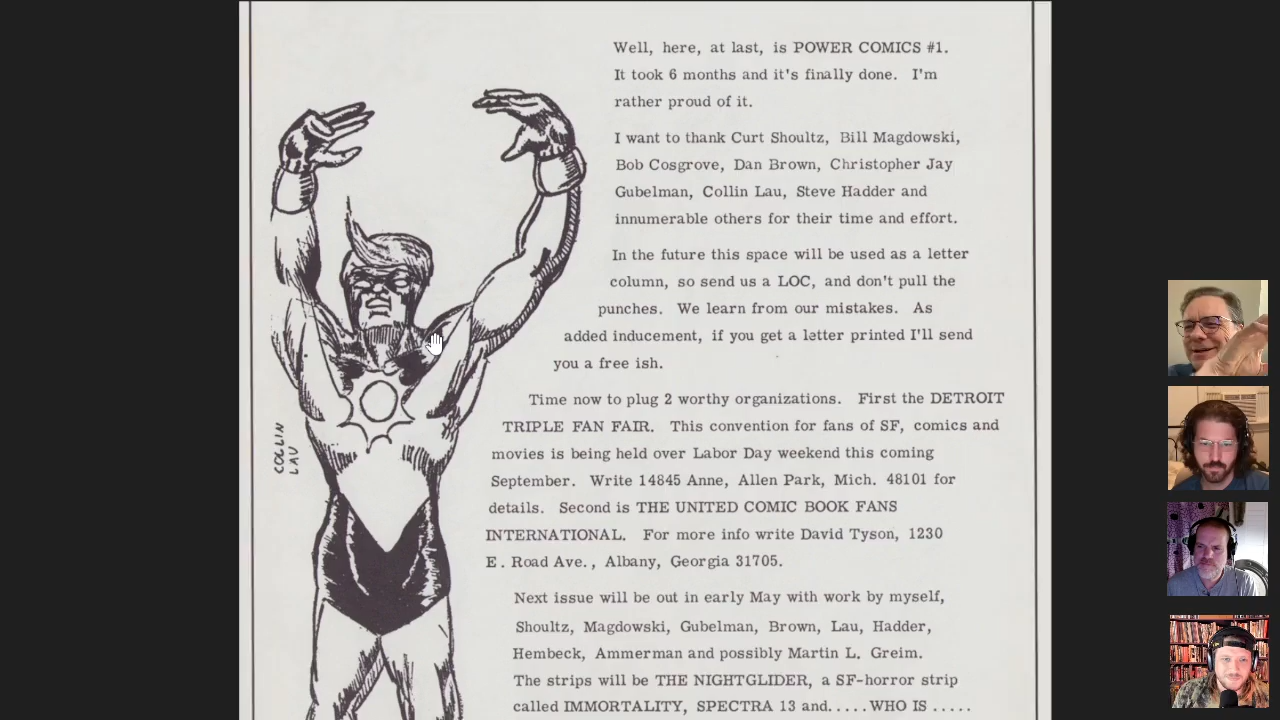 Well, here, at last, is POWER COMICS #1.
It took 6 months and it's finally done. I'm
rather proud of it.
I want to thank Curt Shoultz, Bill Magdowski,
Bob Cosgrove, Dan Brown, Christopher Jay
Gubelman, Collin Lau, Steve Hadder and
innumerable others for their time and effort.
In the future this space will be used as a letter
column, so send us a LOC, and don't pull the
punches. We learn from our mistakes. As
added inducement, if you get a letter printed I'll send
you a free ish.
Time now to plug 2 worthy organizations. First the DETROIT
TRIPLE FAN FAIR. This convention for fans of SF, comics and
movies is being held over Labor Day weekend this coming
September. Write 14845 Anne, Allen Park, Mich. 48101 for
details. Second is THE UNITED COMIC BOOK FANS
INTERNATIONAL. For more info write David Tyson, 1230
E. Road Ave., Albany, Georgia 31705.
Next issue will be out in early May with work by myself,
Shoultz, Magdowski, Gubelman, Brown, Lau, Hadder,
Hembeck, Ammerman and possibly Martin L. Greim.
The strips will be THE NIGHTGLIDER, a SF-horror strip
called IMMORTALITY, SPECTRA 13 and.....WHO IS .....
COLLIN
LAU